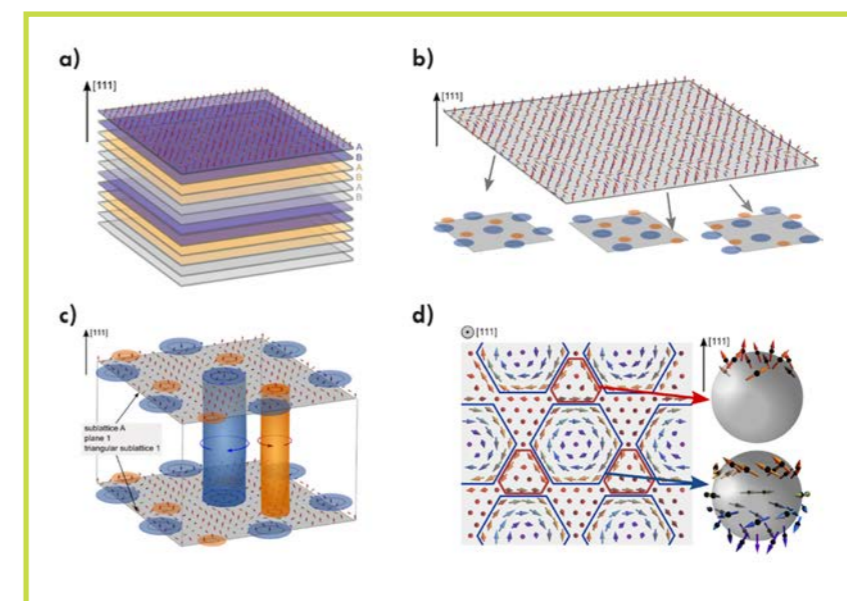 a)
[111]
A
B
A
B
A
B
b)
[111]
c)
[111]
sublattice A
plane 1
triangular sublattice 1
d)
[111]
[111]